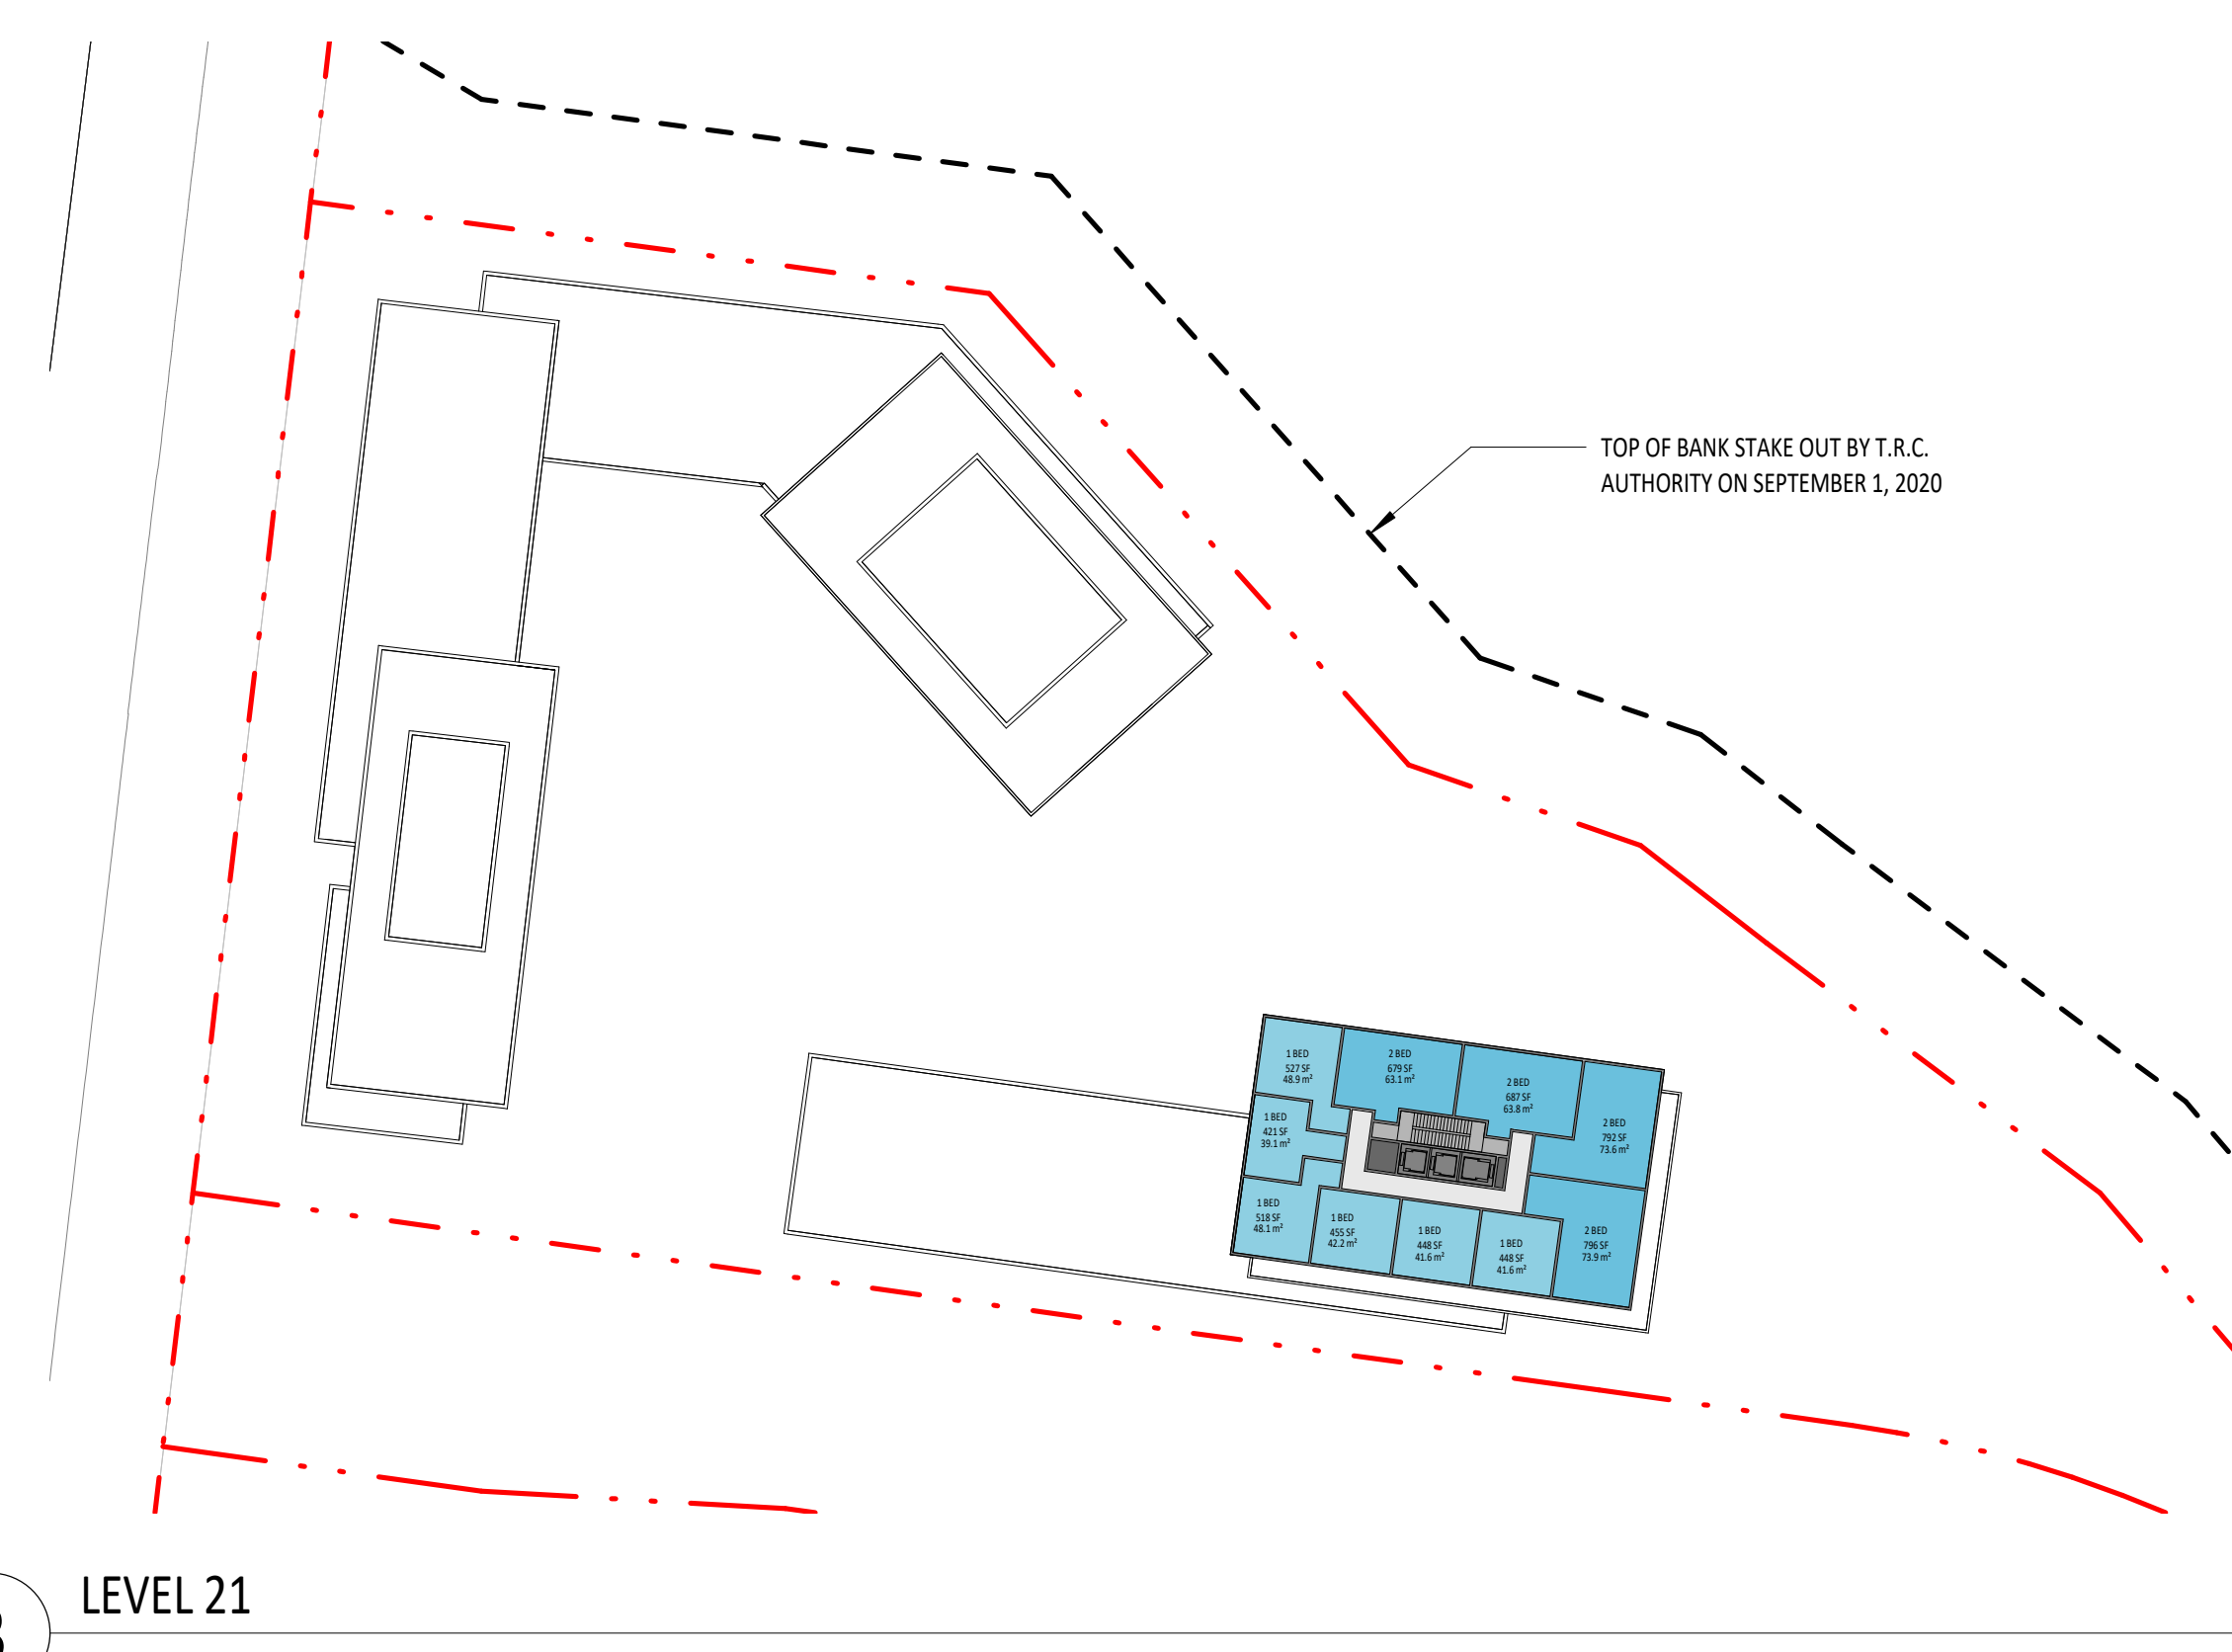 TOP OF BANK STAKE OUT BY T.R.C.
AUTHORITY ON SEPTEMBER 1, 2020
1 BED
527 SF
48.9 m²
2 BED
679 SF
63.1 m²
2 BED
687 SF
63.8 m²
2 BED
792 SF
73.6 m²
1 BED
421 SF
39.1 m²
1 BED
518 SF
48.1 m²
1 BED
455 SF
42.2 m²
1 BED
448 SF
41.6 m²
1 BED
448 SF
41.6 m²
2 BED
796 SF
73.9 m²
LEVEL 21